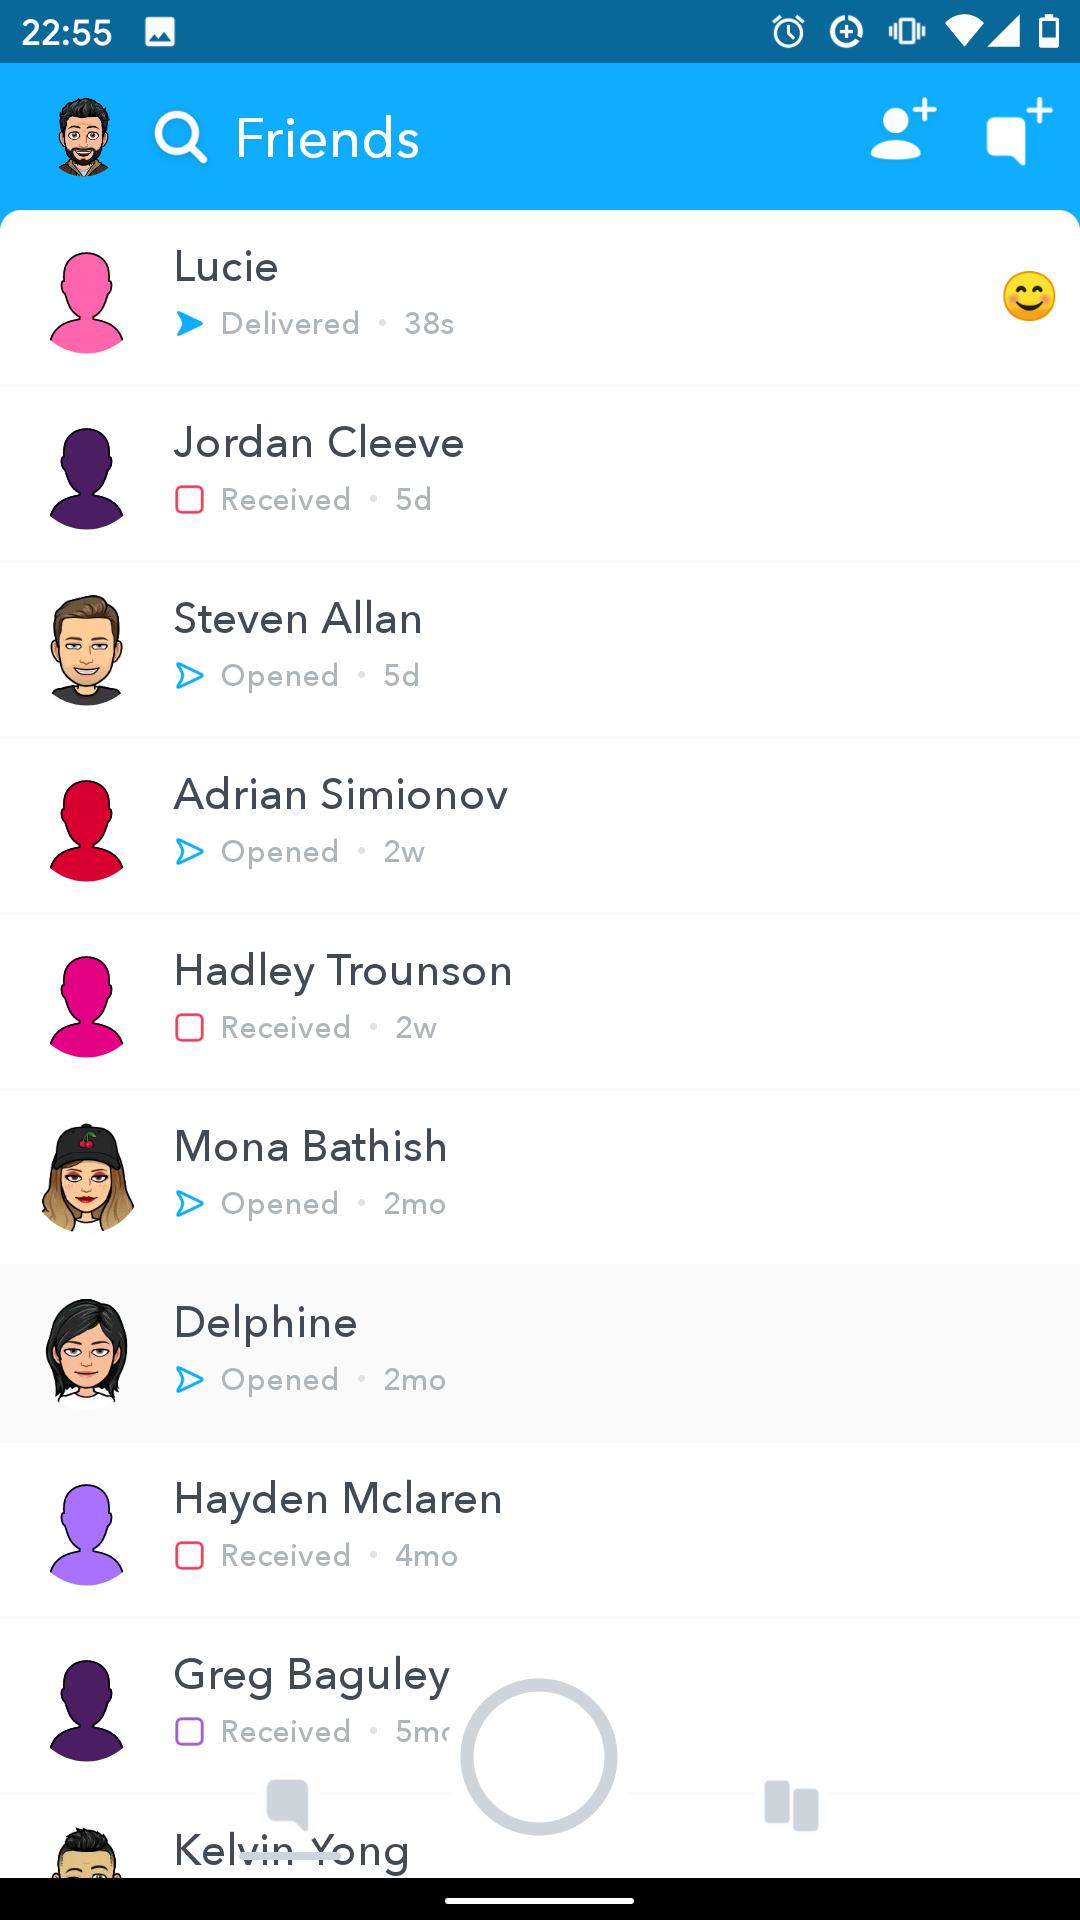 22:55
Friends
Lucie
Delivered • 38s
Jordan Cleeve
Received • 5d
Steven Allan
Opened • 5d
Adrian Simionov
Opened • 2w
Hadley Trounson
Received • 2w
Mona Bathish
Opened • 2mo
Delphine
Opened • 2mo
Hayden Mclaren
Received • 4mo
Greg Baguley
Received • 5mo
Kelvin Yong